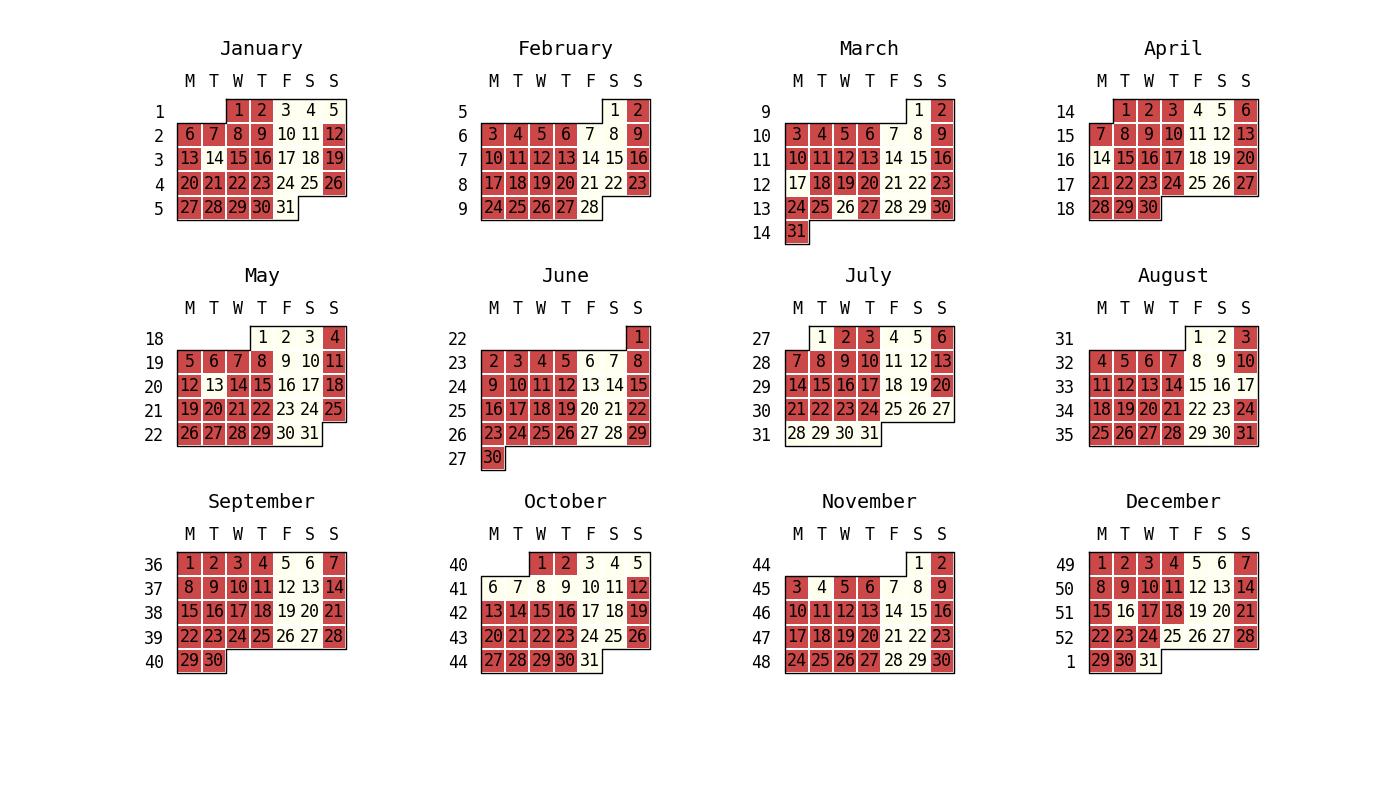 January February March April
M T W T F S S M T W T F S S M T W T F S S M T W T F S S
1 1 2 3 4 5 5 1 2 9 1 2 14 1 2 3 4 5 6
2 6 7 8 9 10 11 12 6 3 4 5 6 7 8 9 10 3 4 5 6 7 8 9 15 7 8 9 10 11 12 13
3 13 14 15 16 17 18 19 7 10 11 12 13 14 15 16 11 10 11 12 13 14 15 16 16 14 15 16 17 18 19 20
4 20 21 22 23 24 25 26 8 17 18 19 20 21 22 23 12 17 18 19 20 21 22 23 17 21 22 23 24 25 26 27
5 27 28 29 30 31 9 24 25 26 27 28 13 24 25 26 27 28 29 30 18 28 29 30
14 31
May June July August
M T W T F S S M T W T F S S M T W T F S S M T W T F S S
18 1 2 3 4 22 1 27 1 2 3 4 5 6 31 1 2 3
19 5 6 7 8 9 10 11 23 2 3 4 5 6 7 8 28 7 8 9 10 11 12 13 32 4 5 6 7 8 9 10
20 12 13 14 15 16 17 18 24 9 10 11 12 13 14 15 29 14 15 16 17 18 19 20 33 11 12 13 14 15 16 17
21 19 20 21 22 23 24 25 25 16 17 18 19 20 21 22 30 21 22 23 24 25 26 27 34 18 19 20 21 22 23 24
22 26 27 28 29 30 31 26 23 24 25 26 27 28 29 31 28 29 30 31 35 25 26 27 28 29 30 31
27 30
September October November December
M T W T F S S M T W T F S S M T W T F S S M T W T F S S
36 1 2 3 4 5 6 7 40 1 2 3 4 5 44 1 2 49 1 2 3 4 5 6 7
37 8 9 10 11 12 13 14 41 6 7 8 9 10 11 12 45 3 4 5 6 7 8 9 50 8 9 10 11 12 13 14
38 15 16 17 18 19 20 21 42 13 14 15 16 17 18 19 46 10 11 12 13 14 15 16 51 15 16 17 18 19 20 21
39 22 23 24 25 26 27 28 43 20 21 22 23 24 25 26 47 17 18 19 20 21 22 23 52 22 23 24 25 26 27 28
40 29 30 44 27 28 29 30 31 48 24 25 26 27 28 29 30 1 29 30 31